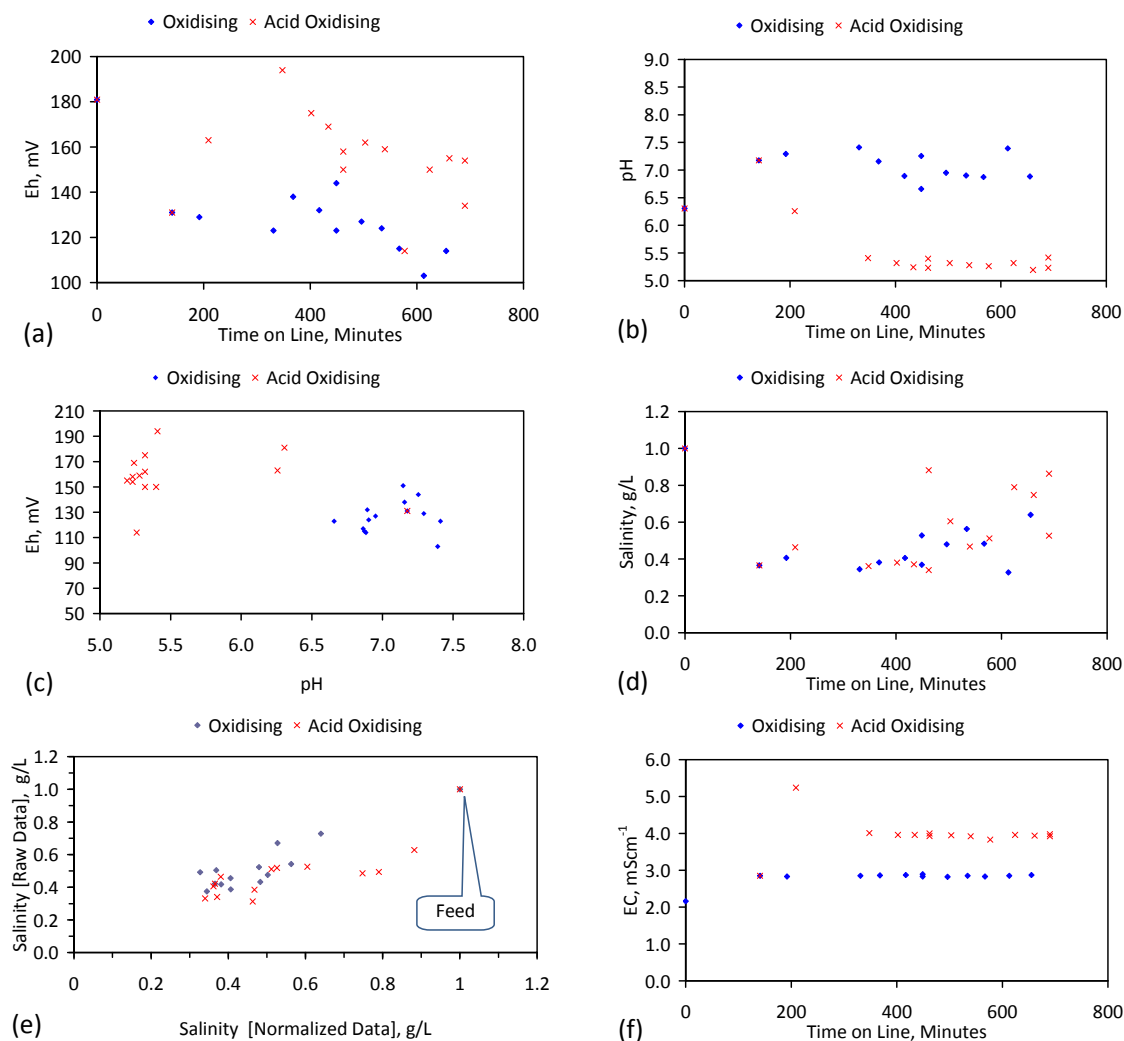 Oxidising Acid Oxidising
200
180
160
140
120
100
Eh, mV
0 200 400 600 800
Time on Line, Minutes
(a)
Oxidising Acid Oxidising
9.0
8.5
8.0
7.5
7.0
6.5
6.0
5.5
5.0
pH
0 200 400 600 800
Time on Line, Minutes
(b)
Oxidising Acid Oxidising
210
190
170
150
130
110
90
70
50
Eh, mV
5.0 5.5 6.0 6.5 7.0 7.5 8.0
pH
(c)
Oxidising Acid Oxidising
1.2
1.0
0.8
0.6
0.4
0.2
0.0
Salinity, g/L
0 200 400 600 800
Time on Line, Minutes
(d)
Oxidising Acid Oxidising
1.2
1.0
0.8
0.6
0.4
0.2
0.0
Salinity [Raw Data], g/L
Feed
0 0.2 0.4 0.6 0.8 1 1.2
Salinity [Normalized Data], g/L
(e)
Oxidising Acid Oxidising
6.0
5.0
4.0
3.0
2.0
1.0
0.0
EC, mScm⁻¹
0 200 400 600 800
Time on Line, Minutes
(f)